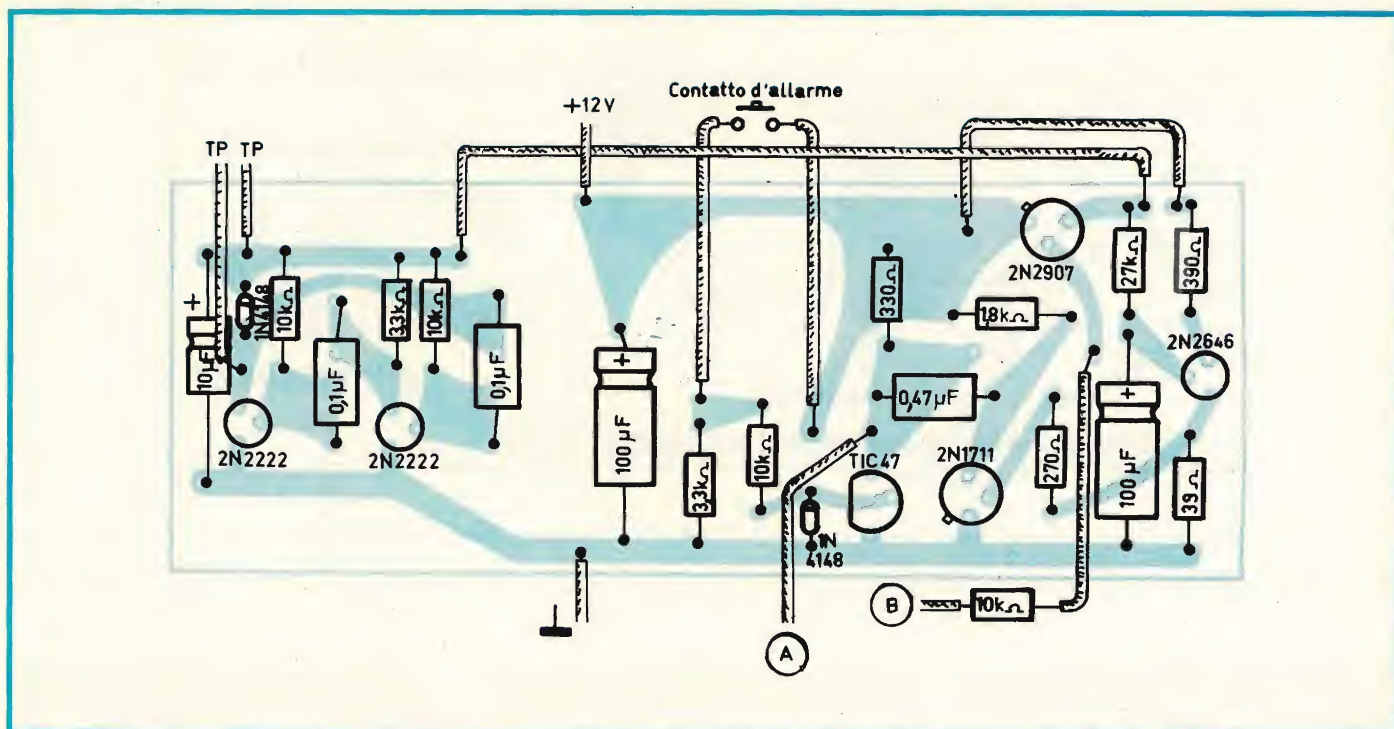 Contatto d'allarme
+12V
TP TP
2N2907
27kΩ
390Ω
330Ω
1,8kΩ
2N2646
+
1N4148
10kΩ
3,3kΩ
10kΩ
10µF
0,1µF
0,1µF
+
100µF
0,47µF
+
100µF
2N2222
2N2222
3,3kΩ
10kΩ
TIC47
2N1711
270Ω
39Ω
1N
4148
B
10kΩ
A